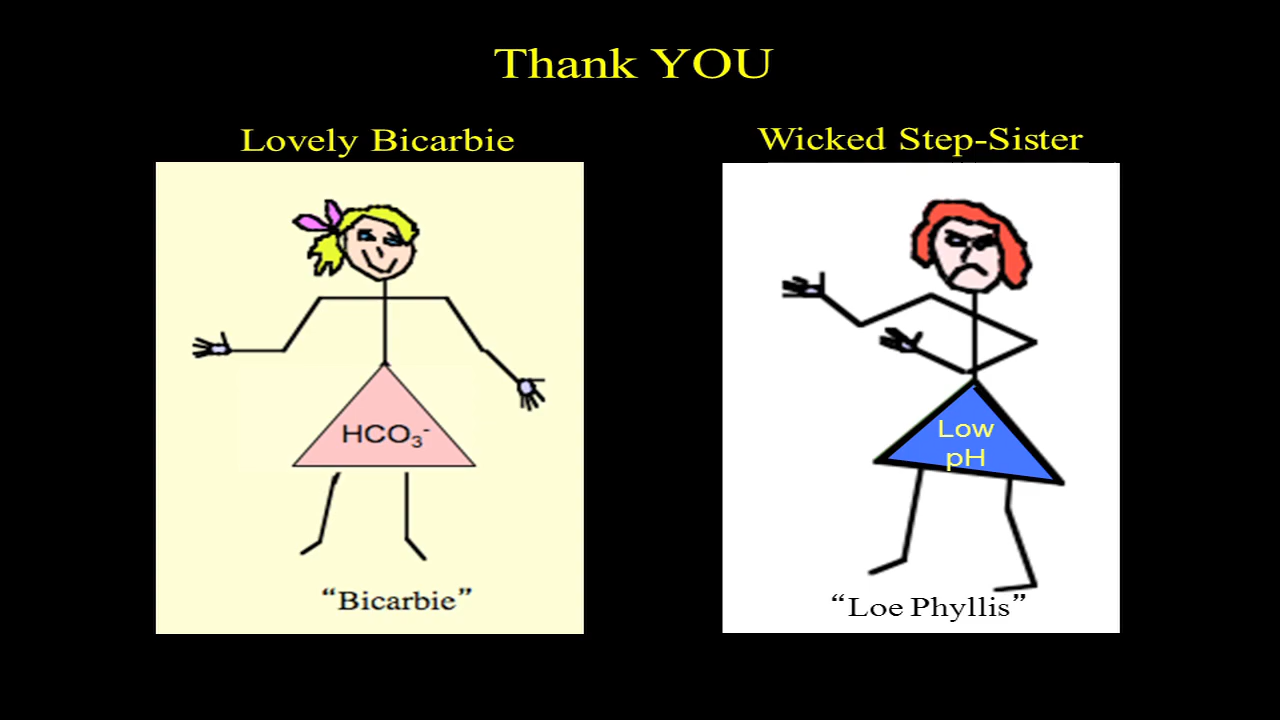 Thank YOU
Lovely Bicarbie
Wicked Step-Sister
HCO₃⁻
Low
pH
“Bicarbie”
“Loe Phyllis”